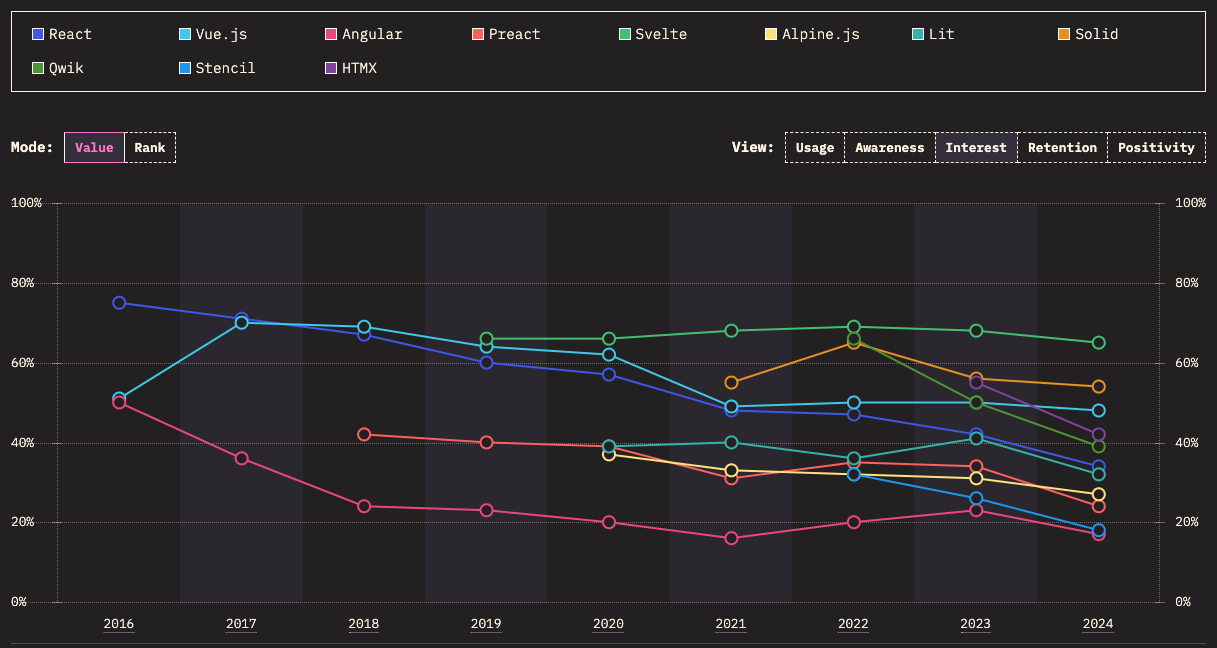 React Vue.js Angular Preact Svelte Alpine.js Lit Solid
Qwik Stencil HTMX
Mode: Value Rank View: Usage Awareness Interest Retention Positivity
100% 100%
80% 80%
60% 60%
40% 40%
20% 20%
0% 0%
2016 2017 2018 2019 2020 2021 2022 2023 2024